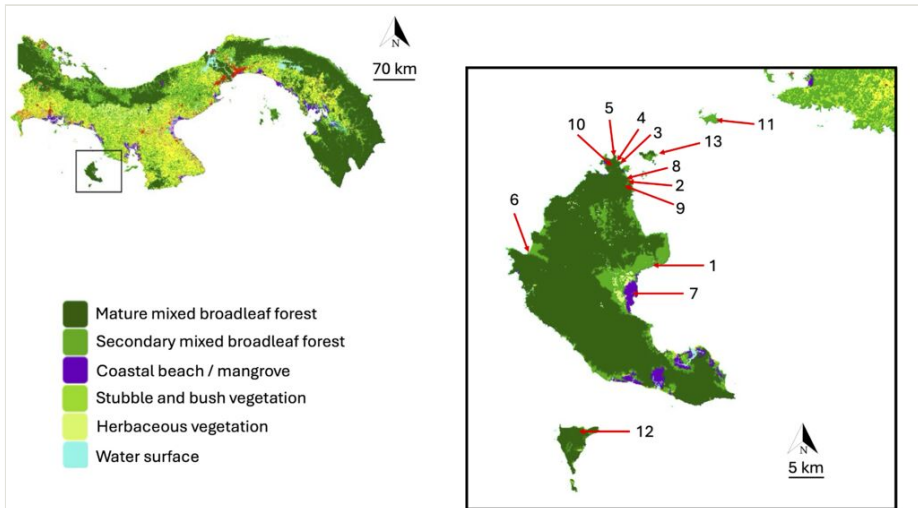 N
70 km
Mature mixed broadleaf forest
Secondary mixed broadleaf forest
Coastal beach / mangrove
Stubble and bush vegetation
Herbaceous vegetation
Water surface
5
4
10
3
11
13
8
2
9
6
1
7
12
N
5 km